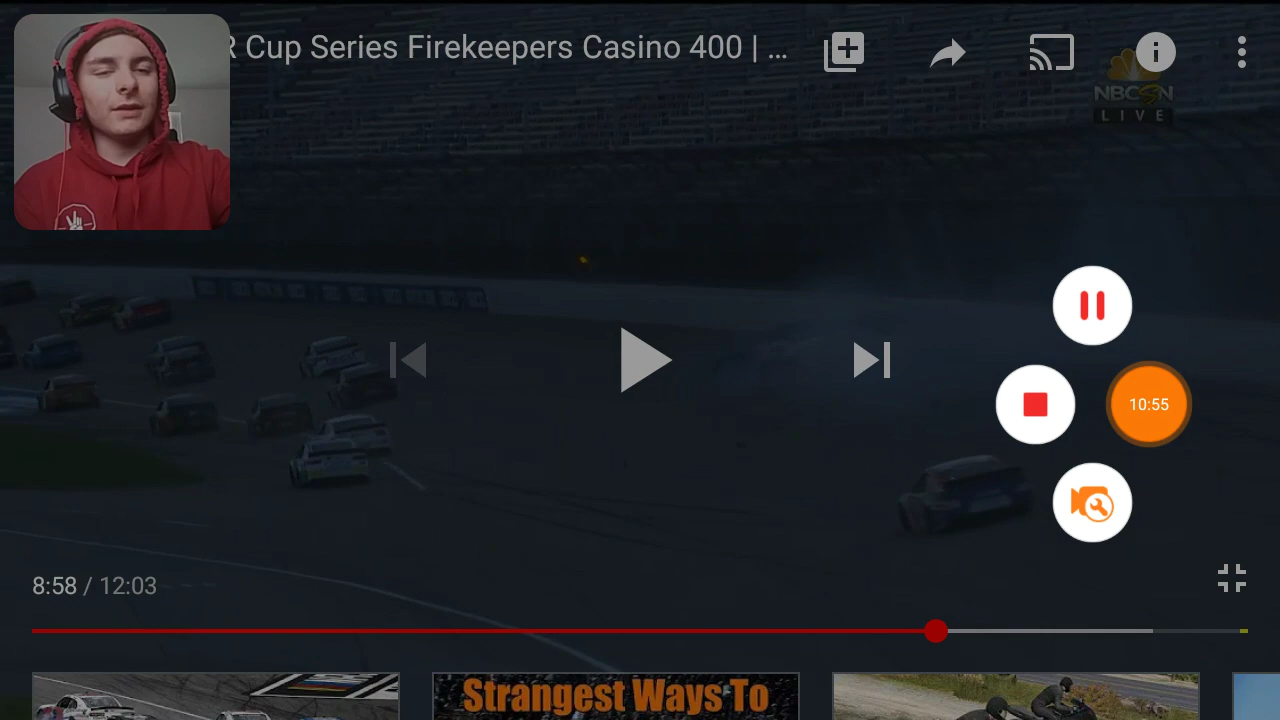 R Cup Series Firekeepers Casino 400 | ...
NBCSN
LIVE
10:55
8:58 / 12:03
Strangest Ways To